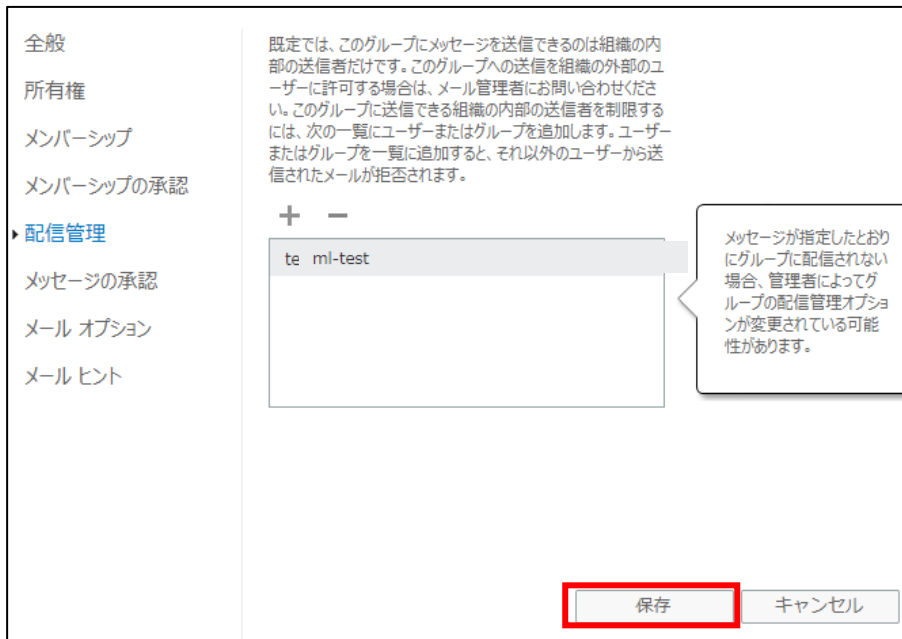 全般
所有権
メンバーシップ
メンバーシップの承認
配信管理
メッセージの承認
メール オプション
メール ヒント
既定では、このグループにメッセージを送信できるのは組織の内
部の送信者だけです。このグループへの送信を組織の外部のユ
ーザーに許可する場合は、メール管理者にお問い合わせくださ
い。このグループに送信できる組織の内部の送信者を制限する
には、次の一覧にユーザーまたはグループを追加します。ユーザー
またはグループを一覧に追加すると、それ以外のユーザーから送
信されたメールが拒否されます。
te ml-test
メッセージが指定したとおり
にグループに配信されない
場合、管理者によってグ
ループの配信管理オプショ
ンが変更されている可能
性があります。
保存
キャンセル